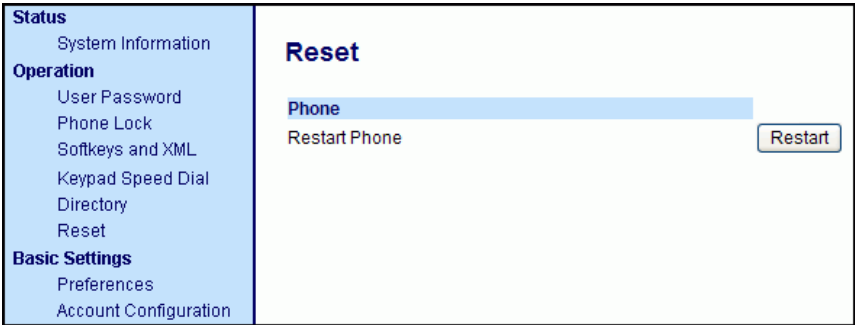 Status
System Information
Operation
User Password
Phone Lock
Softkeys and XML
Keypad Speed Dial
Directory
Reset
Basic Settings
Preferences
Account Configuration
Reset
Phone
Restart Phone Restart